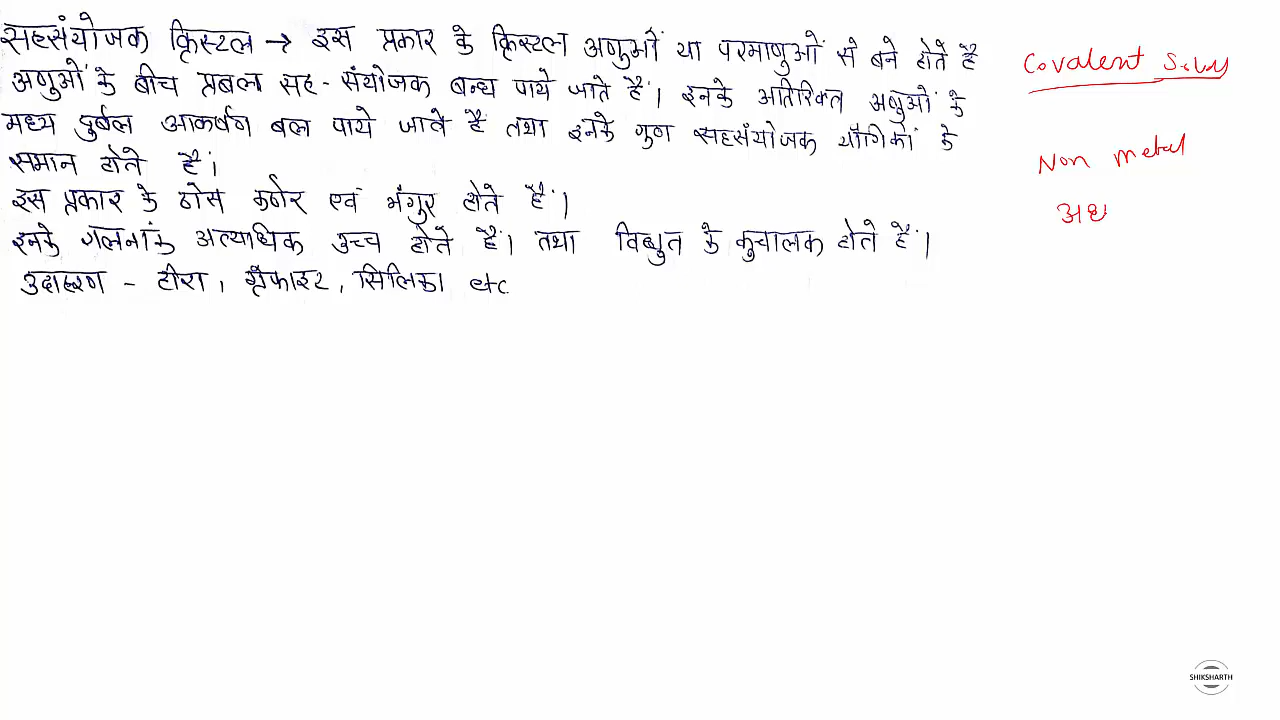 सहसंयोजक क्रिस्टल → इस प्रकार के क्रिस्टल अणुओं या परमाणुओं से बने होते हैं
अणुओं के बीच प्रबल सह-संयोजक बन्ध पाये जाते हैं। इनके अतिरिक्त अणुओं के
मध्य दुर्बल आकर्षण बल पाये जाते हैं तथा इनके गुण सहसंयोजक यौगिकों के
समान होते हैं।
इस प्रकार के ठोस कठोर एवं भंगुर होते हैं।
इनके गलनांक अत्याधिक उच्च होते हैं। तथा विद्युत के कुचालक होते हैं।
उदाहरण - हीरा, ग्रेफाइट, सिलिका etc
Covalent
Non metal
अध
SHIKSHARTH